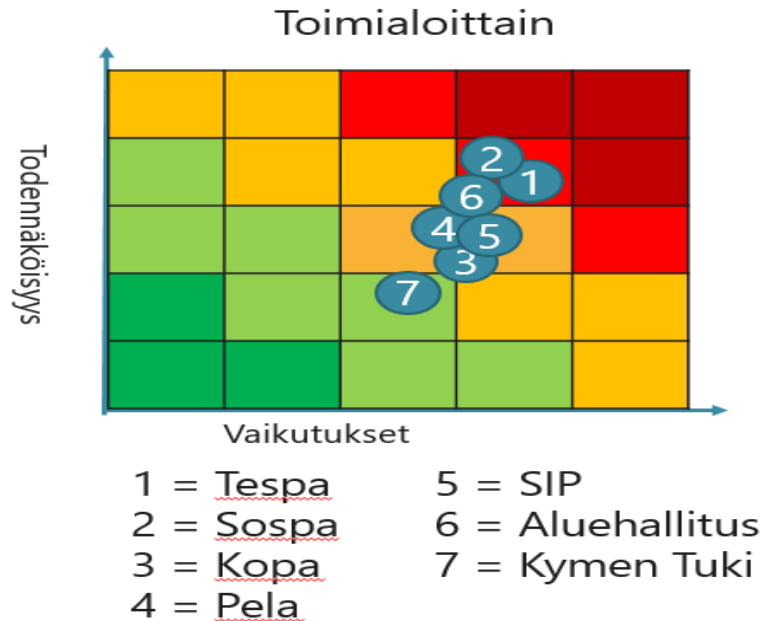 Toimialoittain
Todennäköisyys
2
1
6
4
5
3
7
Vaikutukset
1 = Tespa
2 = Sospa
3 = Kopa
4 = Pela
5 = SIP
6 = Aluehallitus
7 = Kymen Tuki